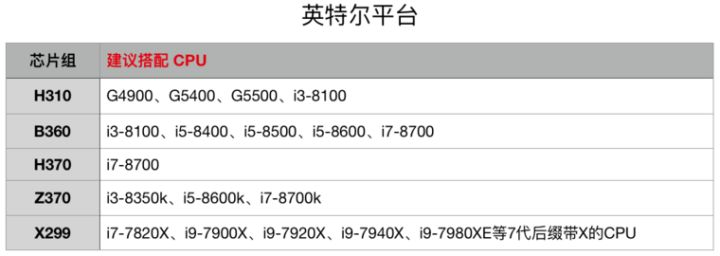 英特尔平台
芯片组 建议搭配 CPU
H310 G4900、G5400、G5500、i3-8100
B360 i3-8100、i5-8400、i5-8500、i5-8600、i7-8700
H370 i7-8700
Z370 i3-8350k、i5-8600k、i7-8700k
X299 i7-7820X、i9-7900X、i9-7920X、i9-7940X、i9-7980XE等7代后缀带X的CPU